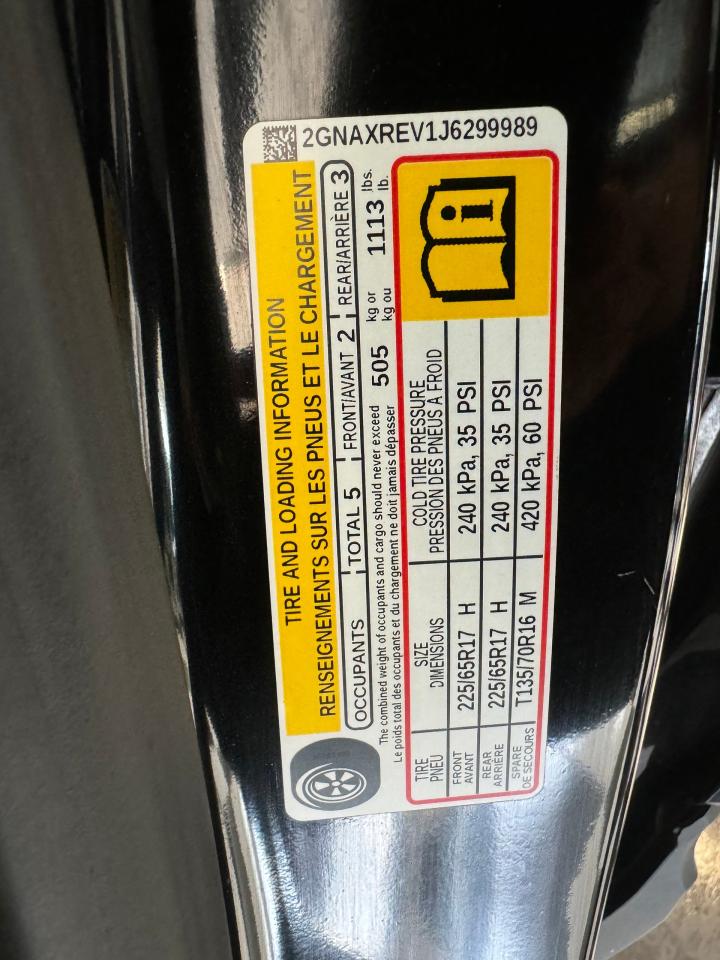 2GNAXREV1J6299989
TIRE AND LOADING INFORMATION
RENSEIGNEMENTS SUR LES PNEUS ET LE CHARGEMENT
OCCUPANTS TOTAL 5 FRONT/AVANT 2 REAR/ARRIÈRE 3
The combined weight of occupants and cargo should never exceed 505 kg or 1113 lbs.
Le poids total des occupants et du chargement ne doit jamais dépasser kg ou lb.
TIRE SIZE COLD TIRE PRESSURE
PNEU DIMENSIONS PRESSION DES PNEUS À FROID
FRONT
AVANT 225/65R17 H 240 kPa, 35 PSI
REAR
ARRIÈRE 225/65R17 H 240 kPa, 35 PSI
SPARE
DE SECOURS T135/70R16 M 420 kPa, 60 PSI